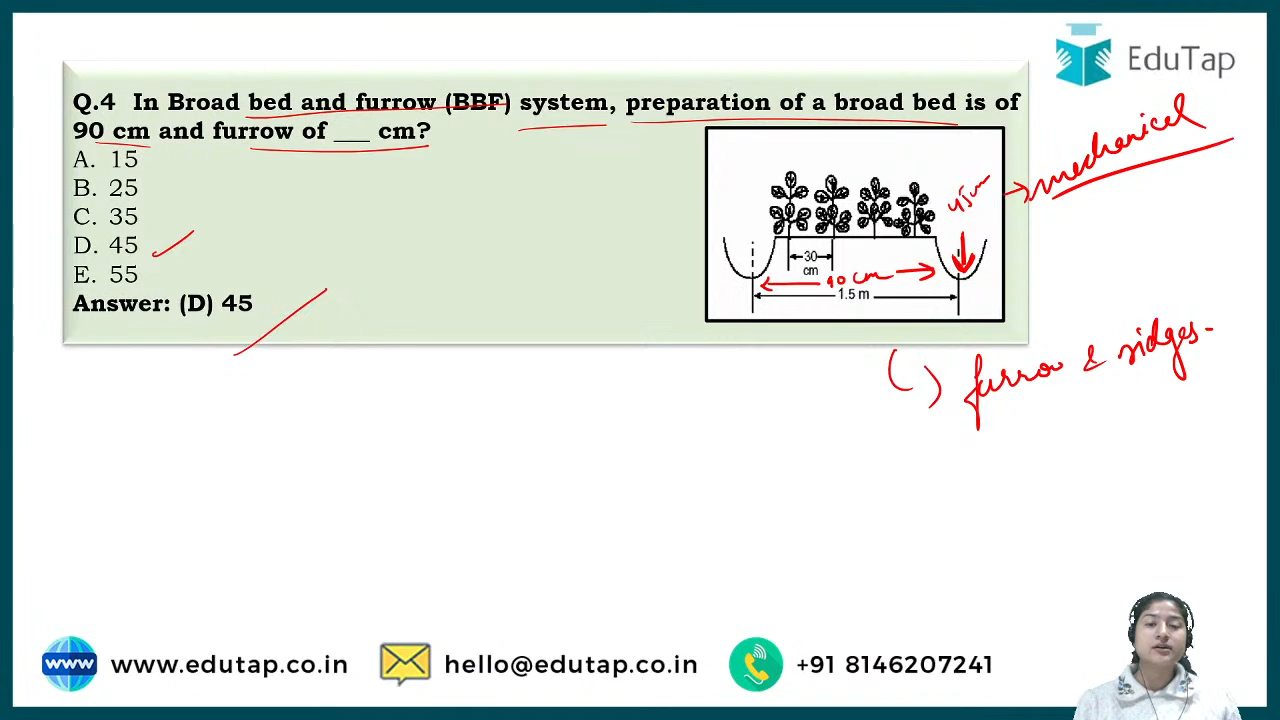 EduTap
Q.4 In Broad bed and furrow (BBF) system, preparation of a broad bed is of
90 cm and furrow of ___ cm?
A. 15
B. 25
C. 35
D. 45
E. 55
Answer: (D) 45
mechanical
45cm
30
cm
90 cm
1.5 m
( ) furrow & ridges-
www
www.edutap.co.in
hello@edutap.co.in
+91 8146207241